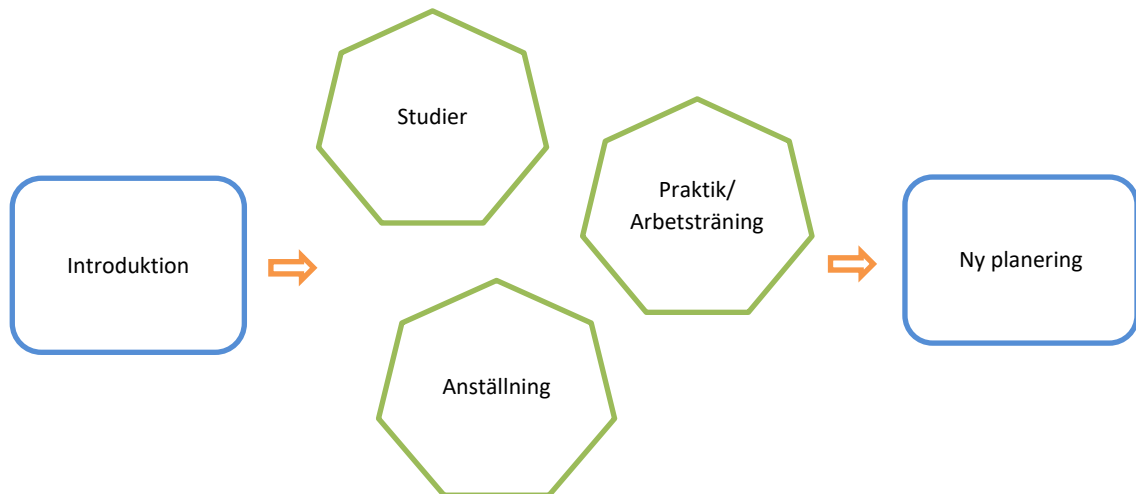 Studier
Praktik/
Arbetsträning
Introduktion
Ny planering
Anställning